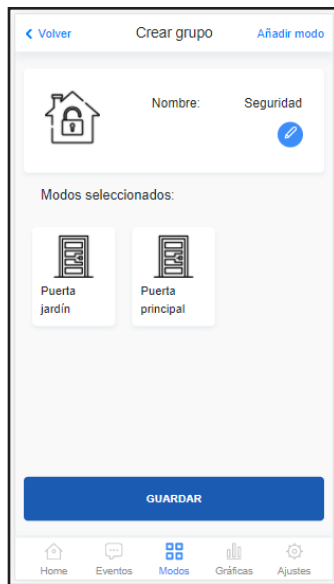 Volver Crear grupo Añadir modo
Nombre: Seguridad
Modos seleccionados:
Puerta jardín
Puerta principal
GUARDAR
Home Eventos Modos Gráficas Ajustes